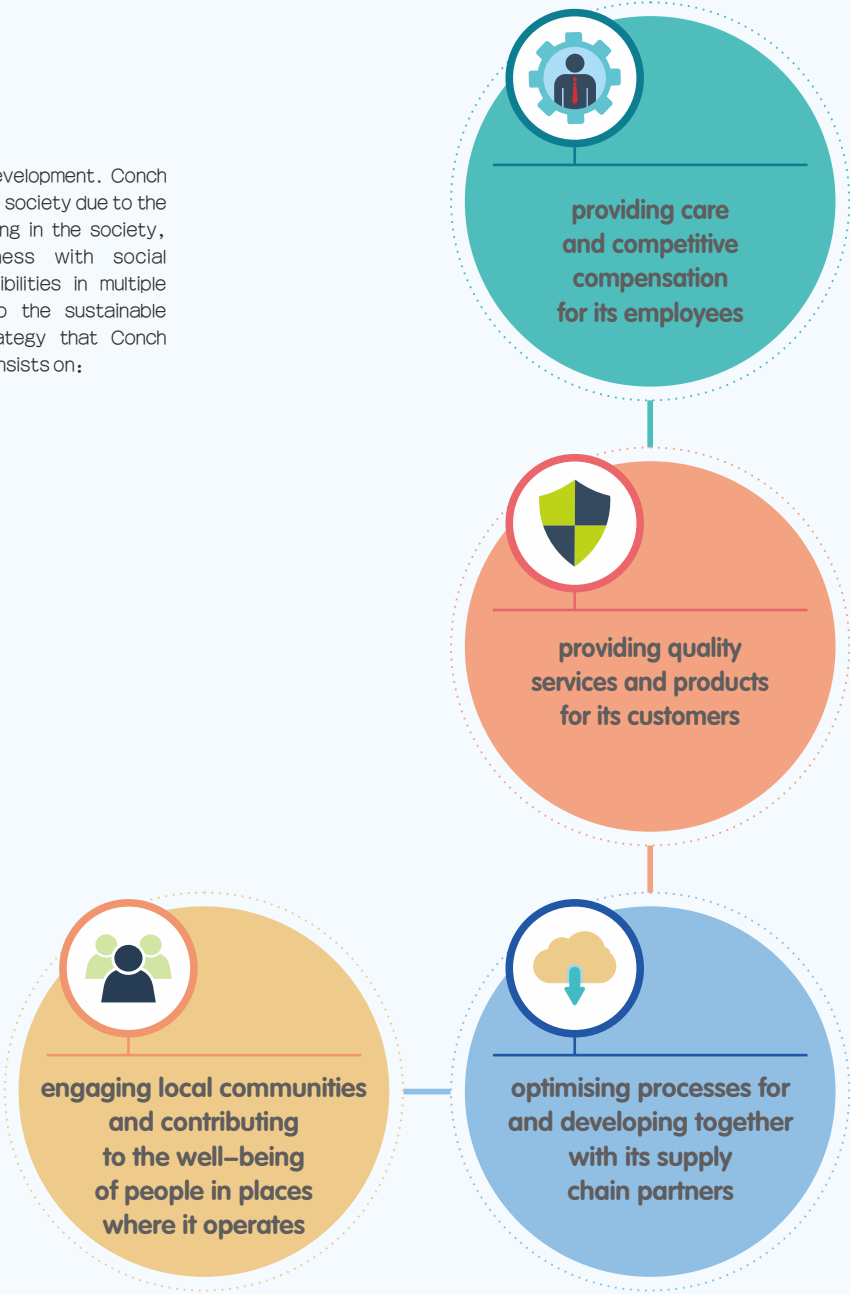 evelopment. Conch
society due to the
ng in the society,
ness with social
ibilities in multiple
o the sustainable
ategy that Conch
nsists on:
providing care
and competitive
compensation
for its employees
providing quality
services and products
for its customers
engaging local communities
and contributing
to the well-being
of people in places
where it operates
optimising processes for
and developing together
with its supply
chain partners